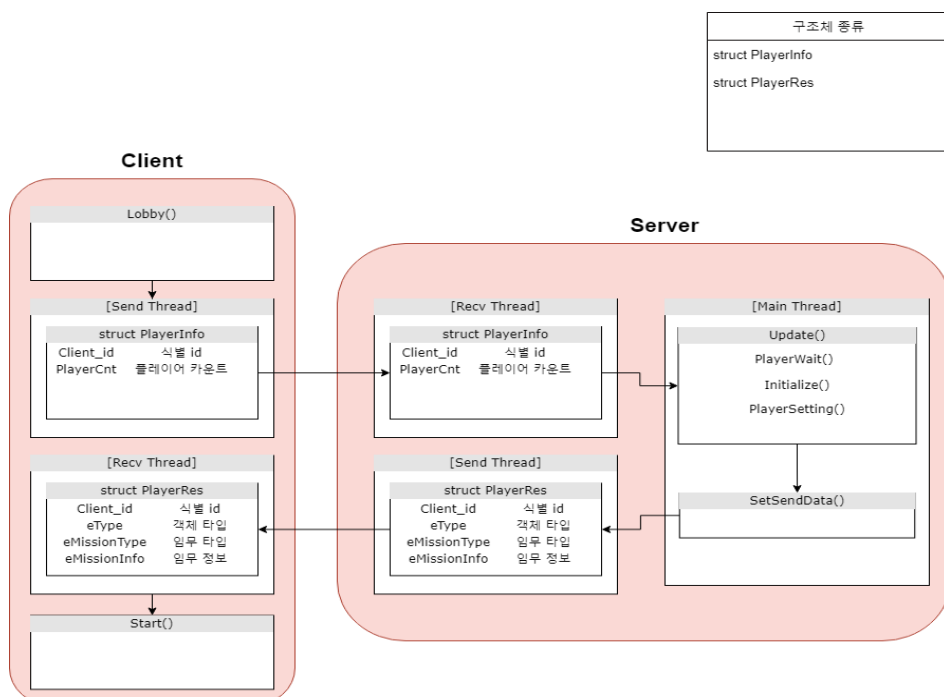 구조체 종류
struct PlayerInfo
struct PlayerRes
Client
Lobby()
[Send Thread]
struct PlayerInfo
Client_id 식별 id
PlayerCnt 플레이어 카운트
[Recv Thread]
struct PlayerRes
Client_id 식별 id
eType 객체 타입
eMissionType 임무 타입
eMissionInfo 임무 정보
Start()
Server
[Recv Thread]
struct PlayerInfo
Client_id 식별 id
PlayerCnt 플레이어 카운트
[Send Thread]
struct PlayerRes
Client_id 식별 id
eType 객체 타입
eMissionType 임무 타입
eMissionInfo 임무 정보
[Main Thread]
Update()
PlayerWait()
Initialize()
PlayerSetting()
SetSendData()